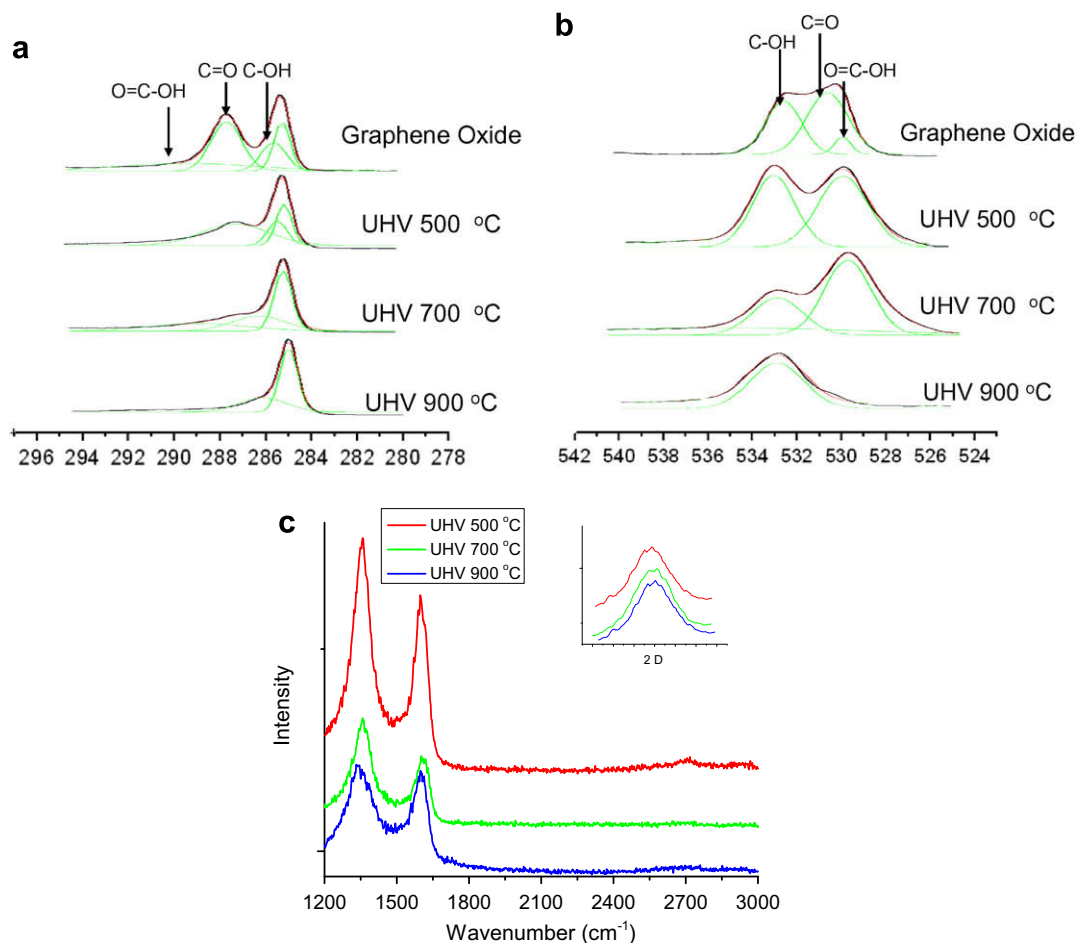 a
O=C-OH
C=O
C-OH
Graphene Oxide
UHV 500 °C
UHV 700 °C
UHV 900 °C
296 294 292 290 288 286 284 282 280 278
b
C-OH
C=O
O=C-OH
Graphene Oxide
UHV 500 °C
UHV 700 °C
UHV 900 °C
542 540 538 536 534 532 530 528 526 524
c
UHV 500 °C
UHV 700 °C
UHV 900 °C
2 D
Intensity
1200 1500 1800 2100 2400 2700 3000
Wavenumber (cm⁻¹)